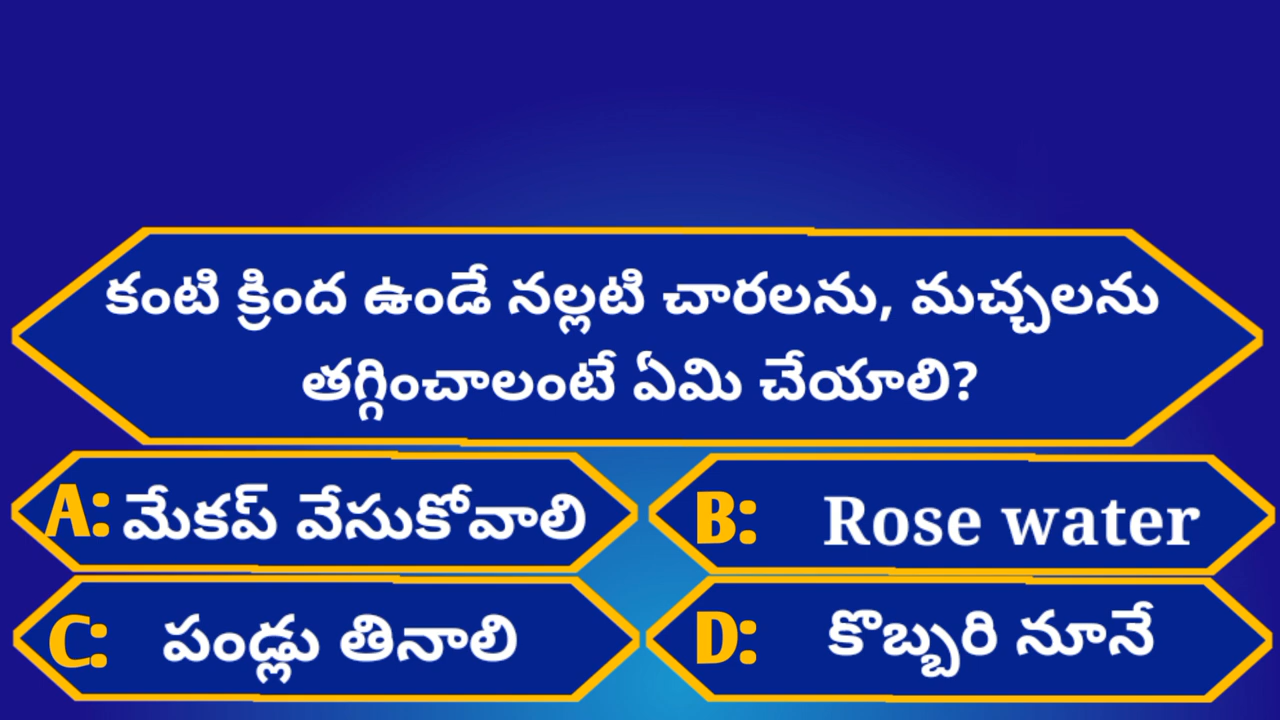 కంటి క్రింద ఉండే నల్లటి చారలను, మచ్చలను
తగ్గించాలంటే ఏమి చేయాలి?
A: మేకప్ వేసుకోవాలి
B: Rose water
C: పండ్లు తినాలి
D: కొబ్బరి నూనే